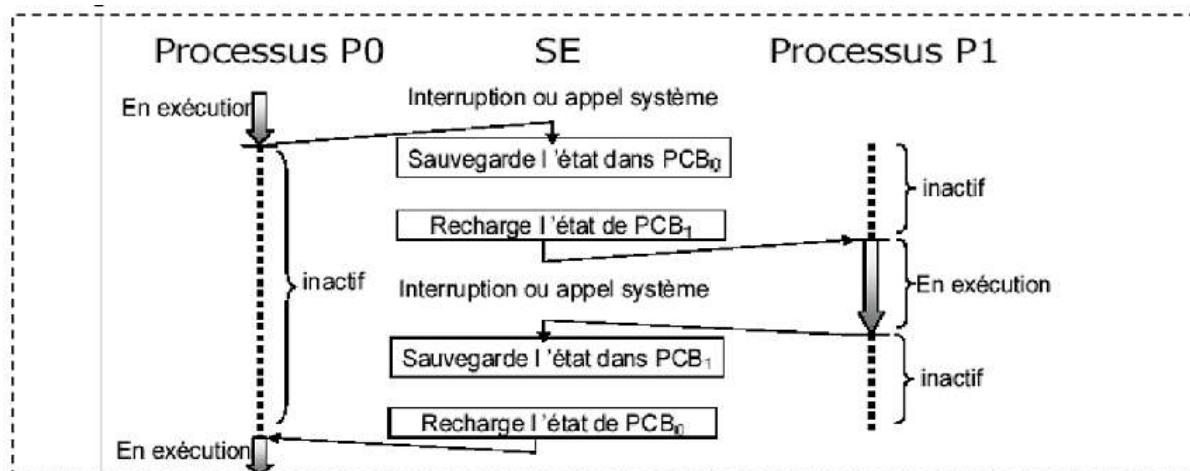 Processus P0 SE Processus P1
En exécution
Interruption ou appel système
Sauvegarde l 'état dans PCB₀
inactif
Recharge l 'état de PCB₁
inactif
Interruption ou appel système
En exécution
Sauvegarde l 'état dans PCB₁
inactif
Recharge l 'état de PCB₀
En exécution